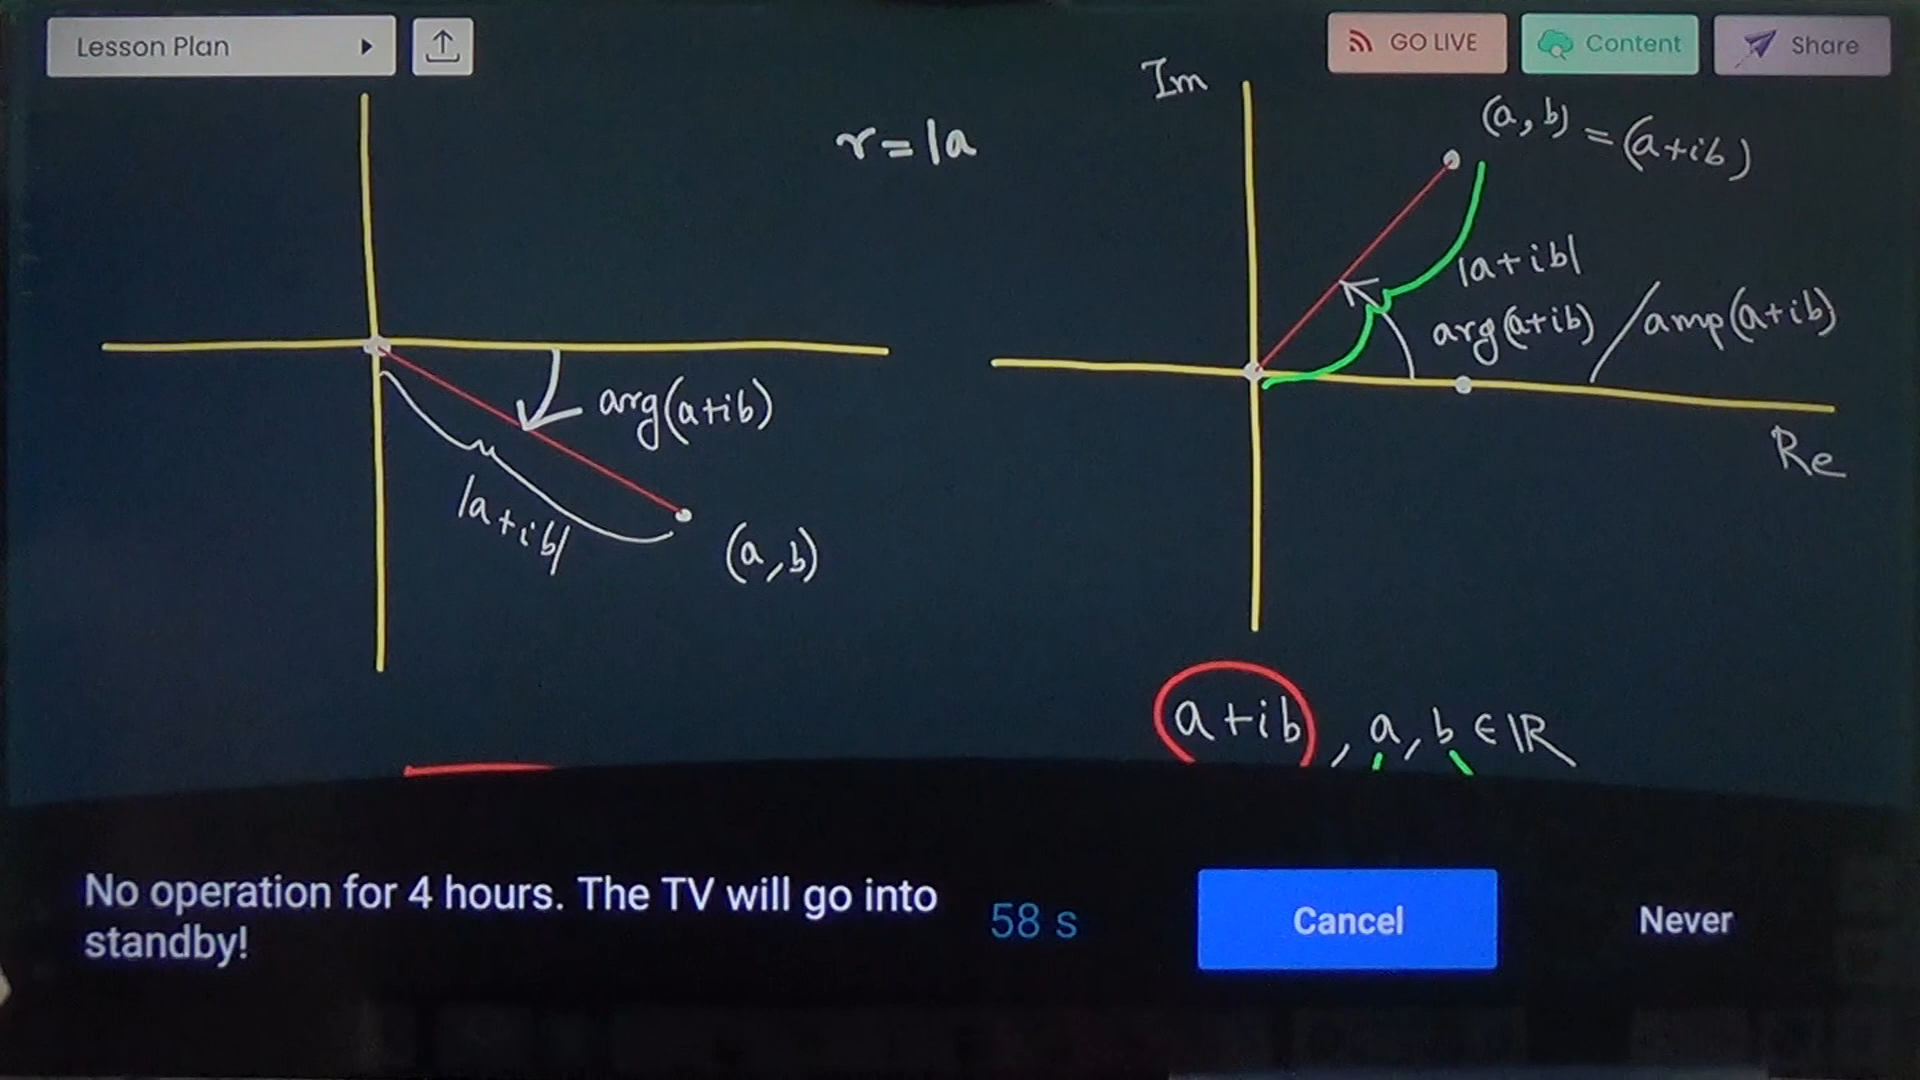 Lesson Plan
GO LIVE
Content
Share
Im
r = |a
(a, b) = (a+ib)
|a+ib|
arg(a+ib) / amp(a+ib)
Re
arg(a+ib)
|a+ib|
(a, b)
a+ib , a, b ∈ ℝ
No operation for 4 hours. The TV will go into
standby!
58 s
Cancel
Never